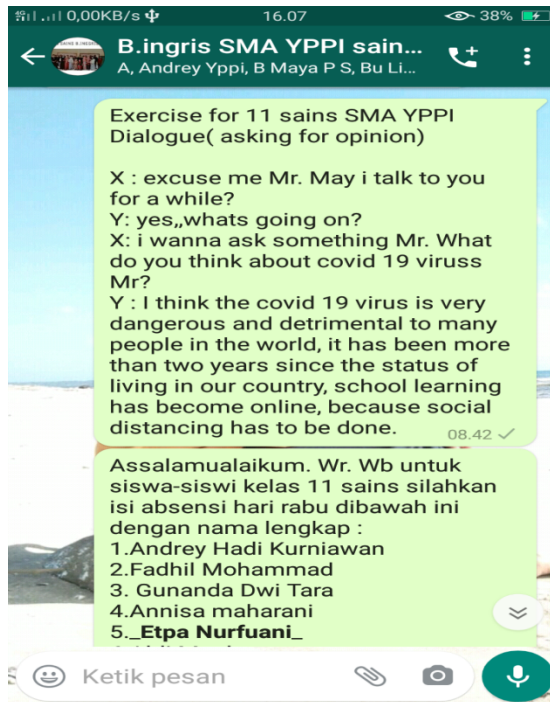 0,00KB/s 16.07 38%
B.ingris SMA YPPI sain...
A, Andrey Yppi, B Maya P S, Bu Li...
Exercise for 11 sains SMA YPPI
Dialogue( asking for opinion)
X : excuse me Mr. May i talk to you
for a while?
Y: yes,,whats going on?
X: i wanna ask something Mr. What
do you think about covid 19 viruss
Mr?
Y : I think the covid 19 virus is very
dangerous and detrimental to many
people in the world, it has been more
than two years since the status of
living in our country, school learning
has become online, because social
distancing has to be done.
08.42
Assalamualaikum. Wr. Wb untuk
siswa-siswi kelas 11 sains silahkan
isi absensi hari rabu dibawah ini
dengan nama lengkap :
1.Andrey Hadi Kurniawan
2.Fadhil Mohammad
3. Gunanda Dwi Tara
4.Annisa maharani
5._Etpa Nurfuani_
Ketik pesan